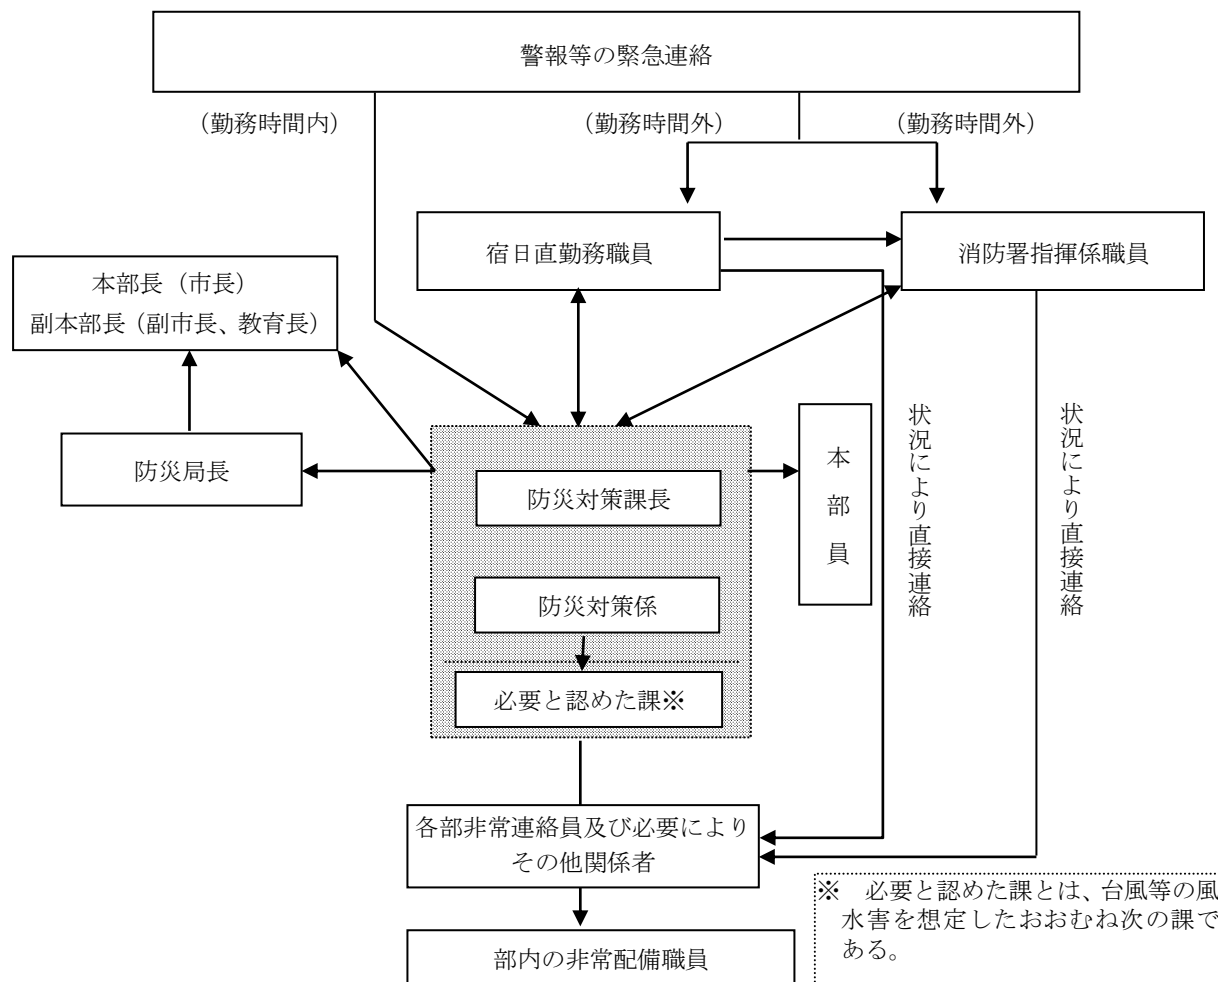 警報等の緊急連絡
（勤務時間内）
（勤務時間外）
（勤務時間外）
宿日直勤務職員
消防署指揮係職員
本部長（市長）
副本部長（副市長、教育長）
防災局長
防災対策課長
本部員
状況により直接連絡
状況により直接連絡
防災対策係
必要と認めた課※
各部非常連絡員及び必要により
その他関係者
部内の非常配備職員
※　必要と認めた課とは、台風等の風
水害を想定したおおむね次の課で
ある。